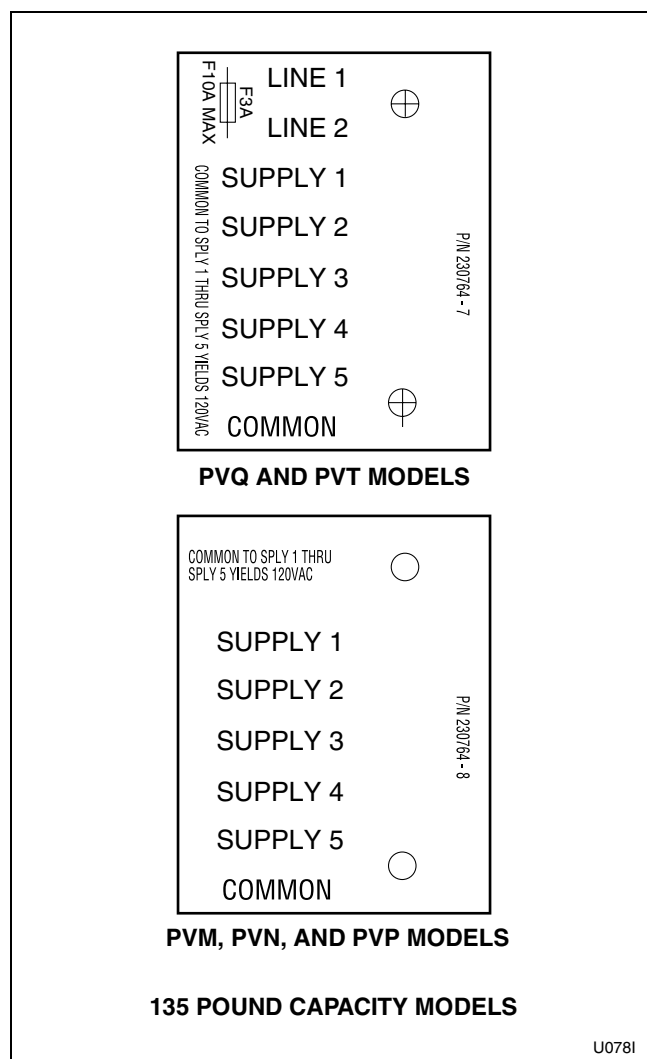 F10A MAX
F3A
LINE 1
LINE 2
SUPPLY 1
SUPPLY 2
SUPPLY 3
SUPPLY 4
SUPPLY 5
COMMON
COMMON TO SPLY 1 THRU SPLY 5 YIELDS 120VAC
P/N 230764 - 7
PVQ AND PVT MODELS
COMMON TO SPLY 1 THRU
SPLY 5 YIELDS 120VAC
SUPPLY 1
SUPPLY 2
SUPPLY 3
SUPPLY 4
SUPPLY 5
COMMON
P/N 230764 - 8
PVM, PVN, AND PVP MODELS
135 POUND CAPACITY MODELS
U078I